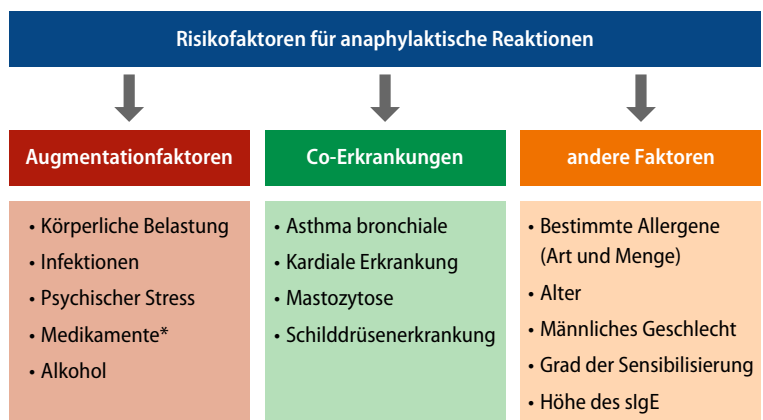 Risikofaktoren für anaphylaktische Reaktionen
Augmentationfaktoren
• Körperliche Belastung
• Infektionen
• Psychischer Stress
• Medikamente*
• Alkohol
Co-Erkrankungen
• Asthma bronchiale
• Kardiale Erkrankung
• Mastozytose
• Schilddrüsenerkrankung
andere Faktoren
• Bestimmte Allergene
(Art und Menge)
• Alter
• Männliches Geschlecht
• Grad der Sensibilisierung
• Höhe des sIgE